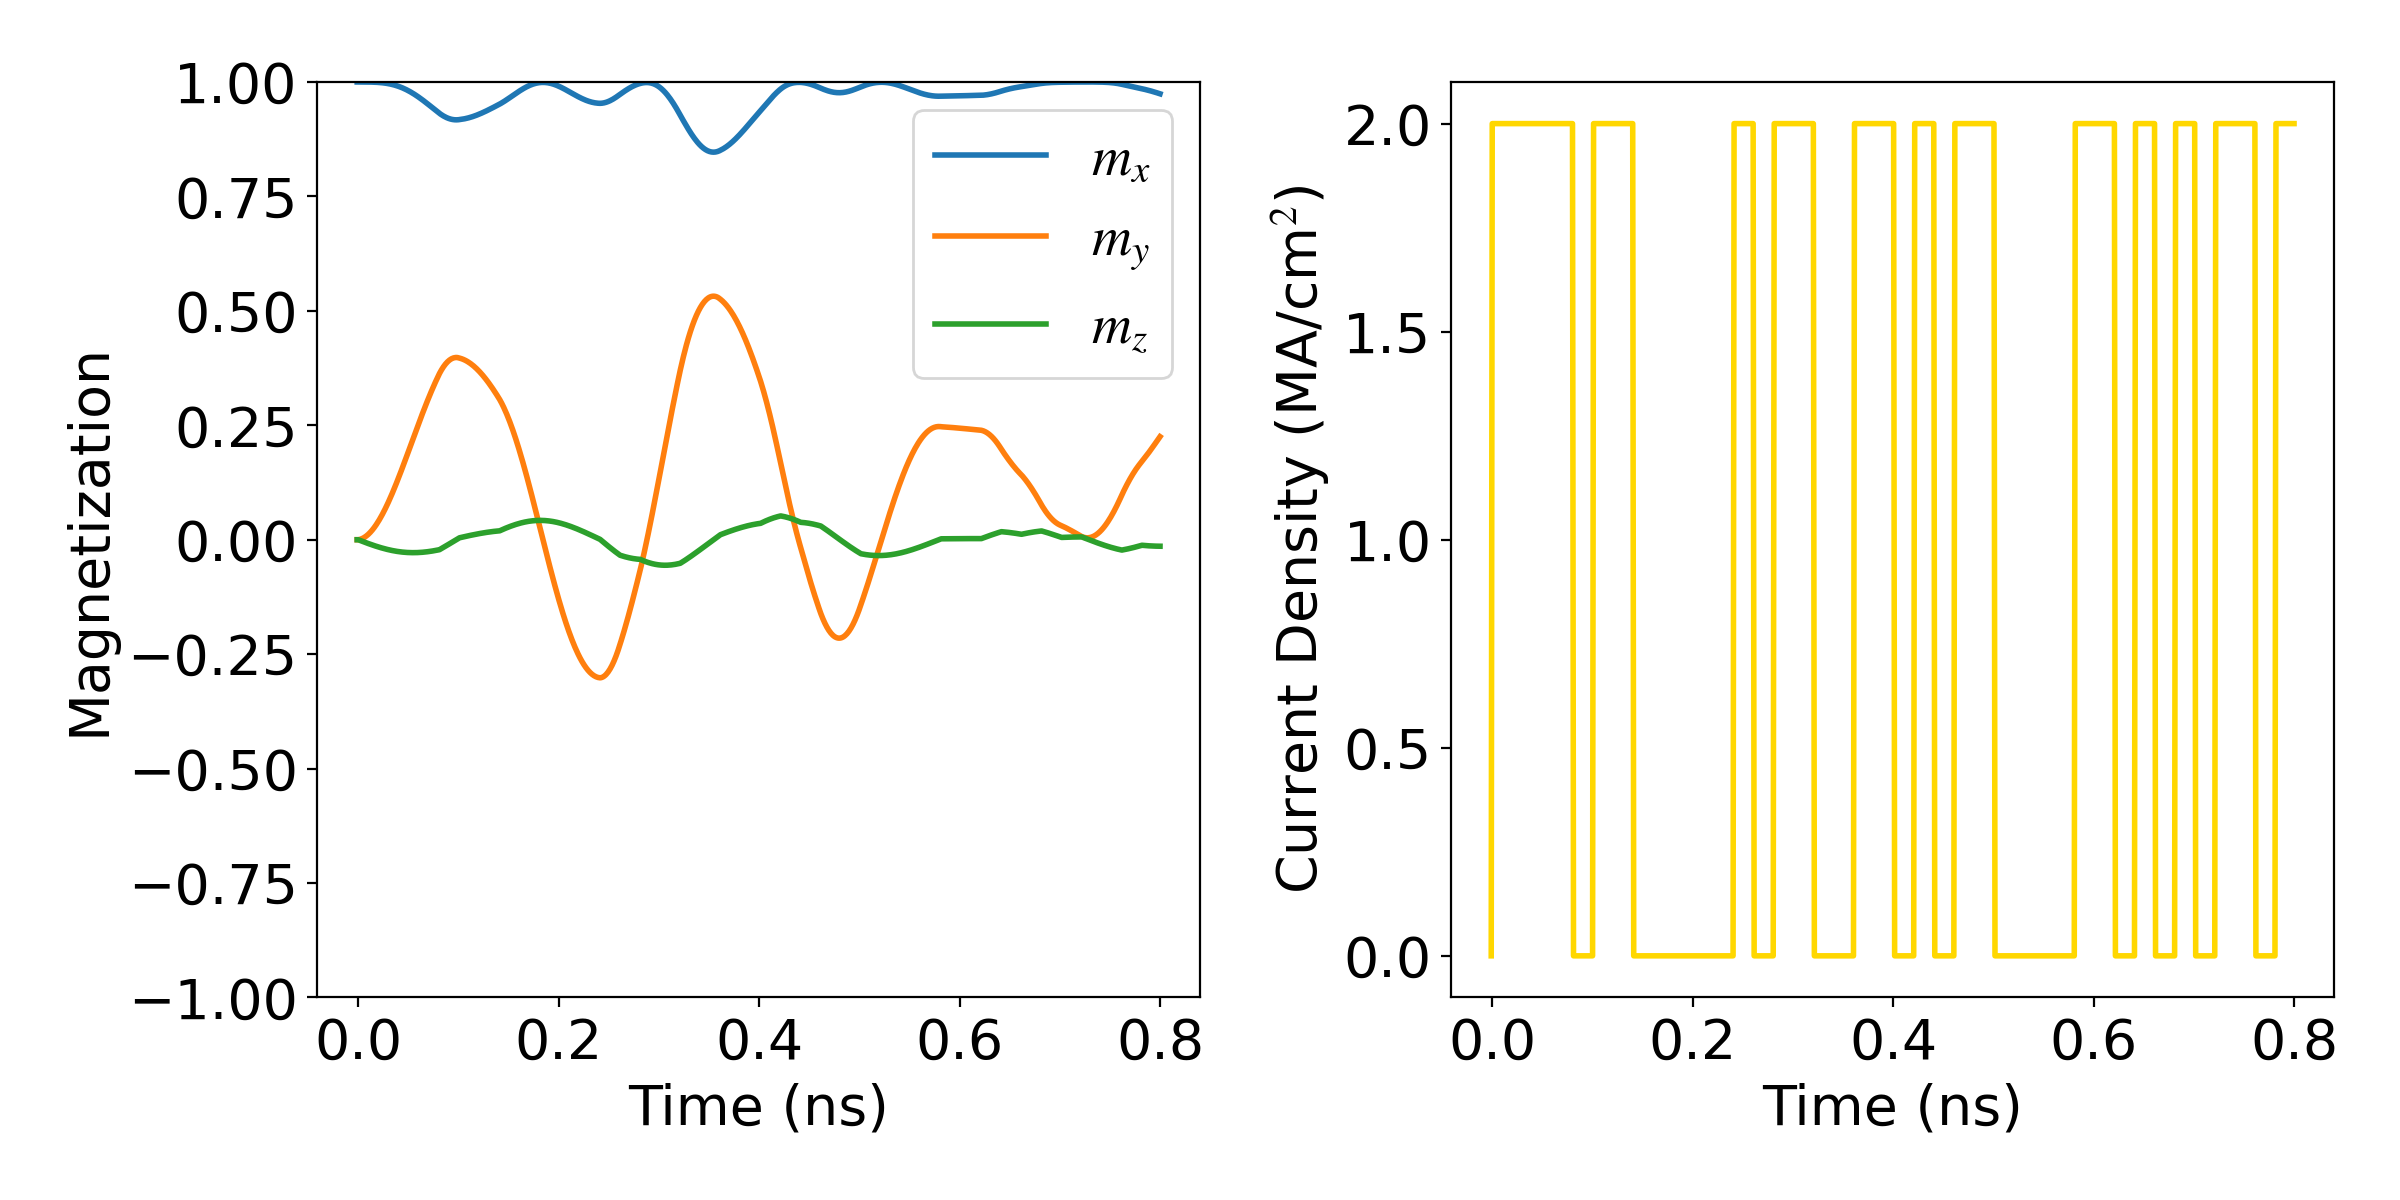 1.00
0.75
0.50
0.25
0.00
−0.25
−0.50
−0.75
−1.00
Magnetization
0.0 0.2 0.4 0.6 0.8
Time (ns)
m_x
m_y
m_z
2.0
1.5
1.0
0.5
0.0
Current Density (MA/cm²)
0.0 0.2 0.4 0.6 0.8
Time (ns)